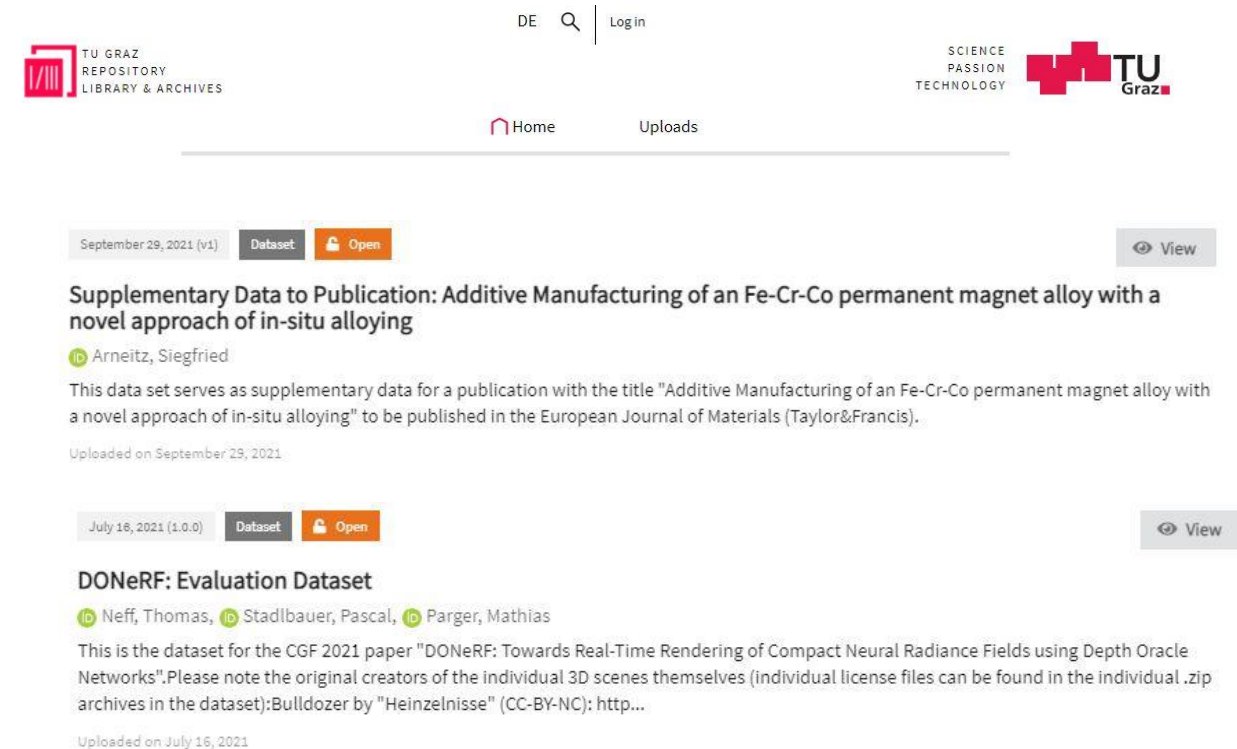 DE Log in
TU GRAZ
REPOSITORY
LIBRARY & ARCHIVES
SCIENCE
PASSION
TECHNOLOGY
TU
Graz
Home Uploads
September 29, 2021 (v1) Dataset Open View
Supplementary Data to Publication: Additive Manufacturing of an Fe-Cr-Co permanent magnet alloy with a
novel approach of in-situ alloying
iD Arneitz, Siegfried
This data set serves as supplementary data for a publication with the title "Additive Manufacturing of an Fe-Cr-Co permanent magnet alloy with
a novel approach of in-situ alloying" to be published in the European Journal of Materials (Taylor&Francis).
Uploaded on September 29, 2021
July 16, 2021 (1.0.0) Dataset Open View
DONeRF: Evaluation Dataset
iD Neff, Thomas, iD Stadlbauer, Pascal, iD Parger, Mathias
This is the dataset for the CGF 2021 paper "DONeRF: Towards Real-Time Rendering of Compact Neural Radiance Fields using Depth Oracle
Networks".Please note the original creators of the individual 3D scenes themselves (individual license files can be found in the individual .zip
archives in the dataset):Bulldozer by "Heinzelnisse" (CC-BY-NC): http...
Uploaded on July 16, 2021